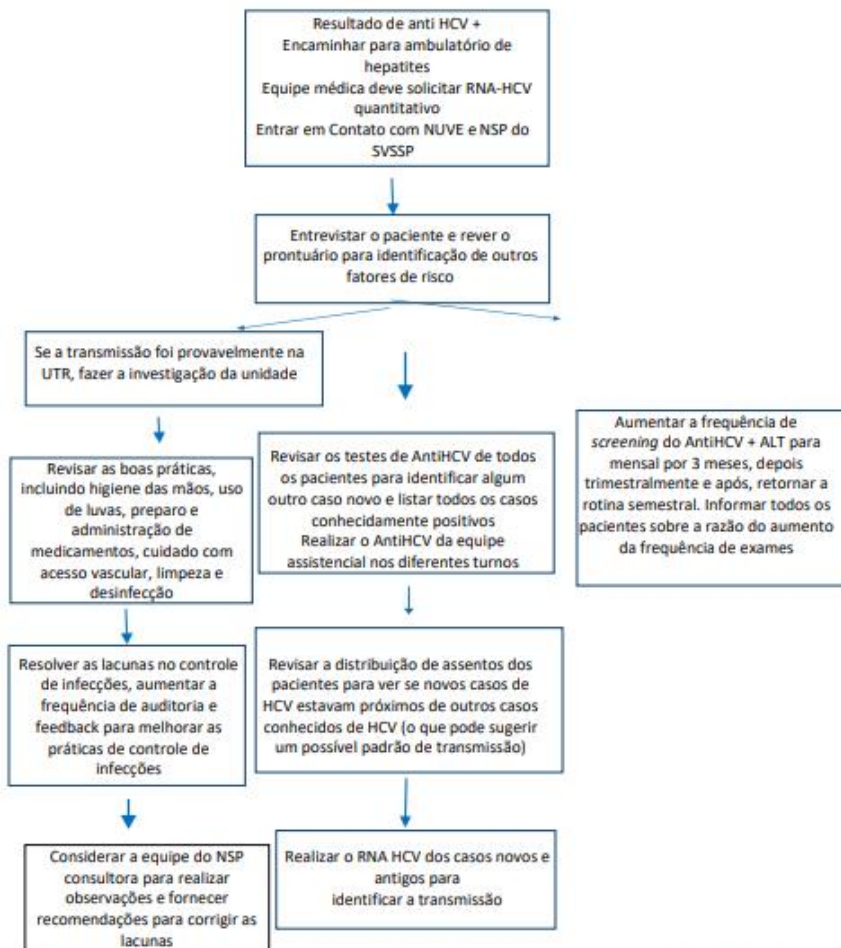 Resultado de anti HCV +
Encaminhar para ambulatório de
hepatites
Equipe médica deve solicitar RNA-HCV
quantitativo
Entrar em Contato com NUVE e NSP do
SVSSP
Entrevistar o paciente e rever o
prontuário para identificação de outros
fatores de risco
Se a transmissão foi provavelmente na
UTR, fazer a investigação da unidade
Revisar as boas práticas,
incluindo higiene das mãos, uso
de luvas, preparo e
administração de
medicamentos, cuidado com
acesso vascular, limpeza e
desinfecção
Resolver as lacunas no controle
de infecções, aumentar a
frequência de auditoria e
feedback para melhorar as
práticas de controle de
infecções
Considerar a equipe do NSP
consultora para realizar
observações e fornecer
recomendações para corrigir as
lacunas
Revisar os testes de AntiHCV de todos
os pacientes para identificar algum
outro caso novo e listar todos os casos
conhecidamente positivos
Realizar o AntiHCV da equipe
assistencial nos diferentes turnos
Revisar a distribuição de assentos dos
pacientes para ver se novos casos de
HCV estavam próximos de outros casos
conhecidos de HCV (o que pode sugerir
um possível padrão de transmissão)
Realizar o RNA HCV dos casos novos e
antigos para
identificar a transmissão
Aumentar a frequência de
screening do AntiHCV + ALT para
mensal por 3 meses, depois
trimestralmente e após, retornar a
rotina semestral. Informar todos os
pacientes sobre a razão do aumento
da frequência de exames